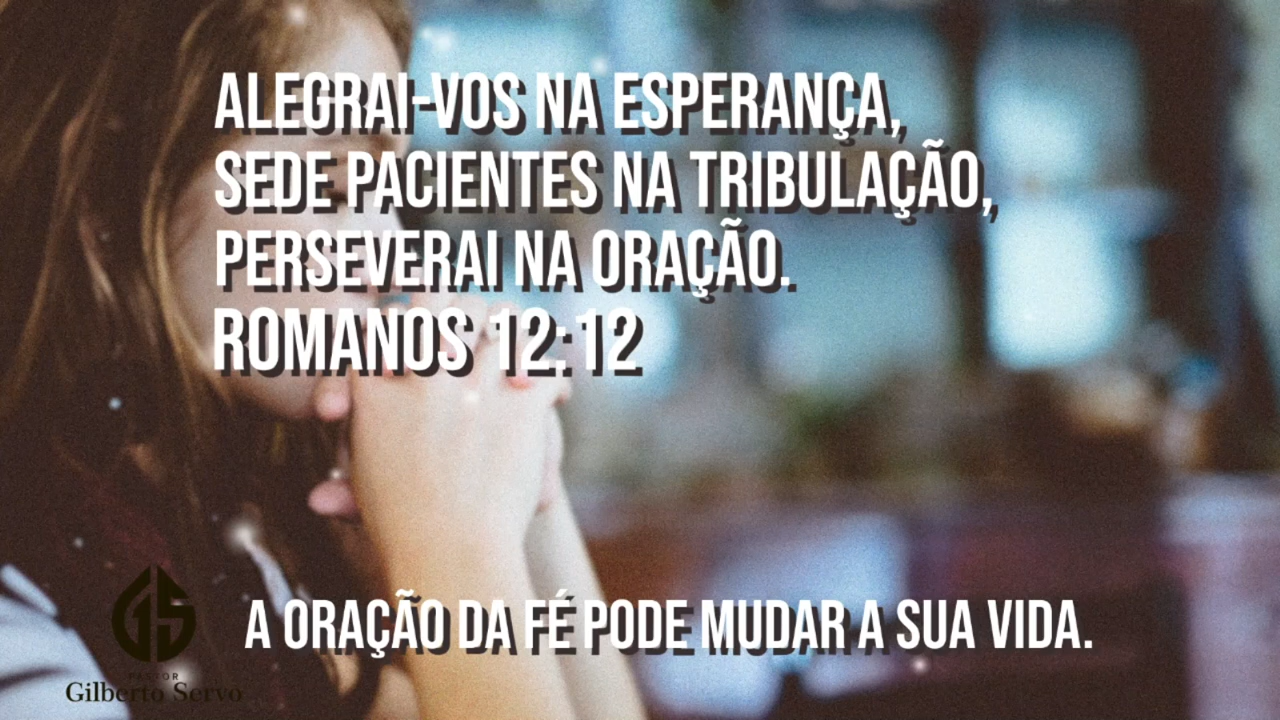 ALEGRAI-VOS NA ESPERANÇA,
SEDE PACIENTES NA TRIBULAÇÃO,
PERSEVERAI NA ORAÇÃO.
ROMANOS 12:12
A ORAÇÃO DA FÉ PODE MUDAR A SUA VIDA.
GS
PASTOR
Gilberto Servo